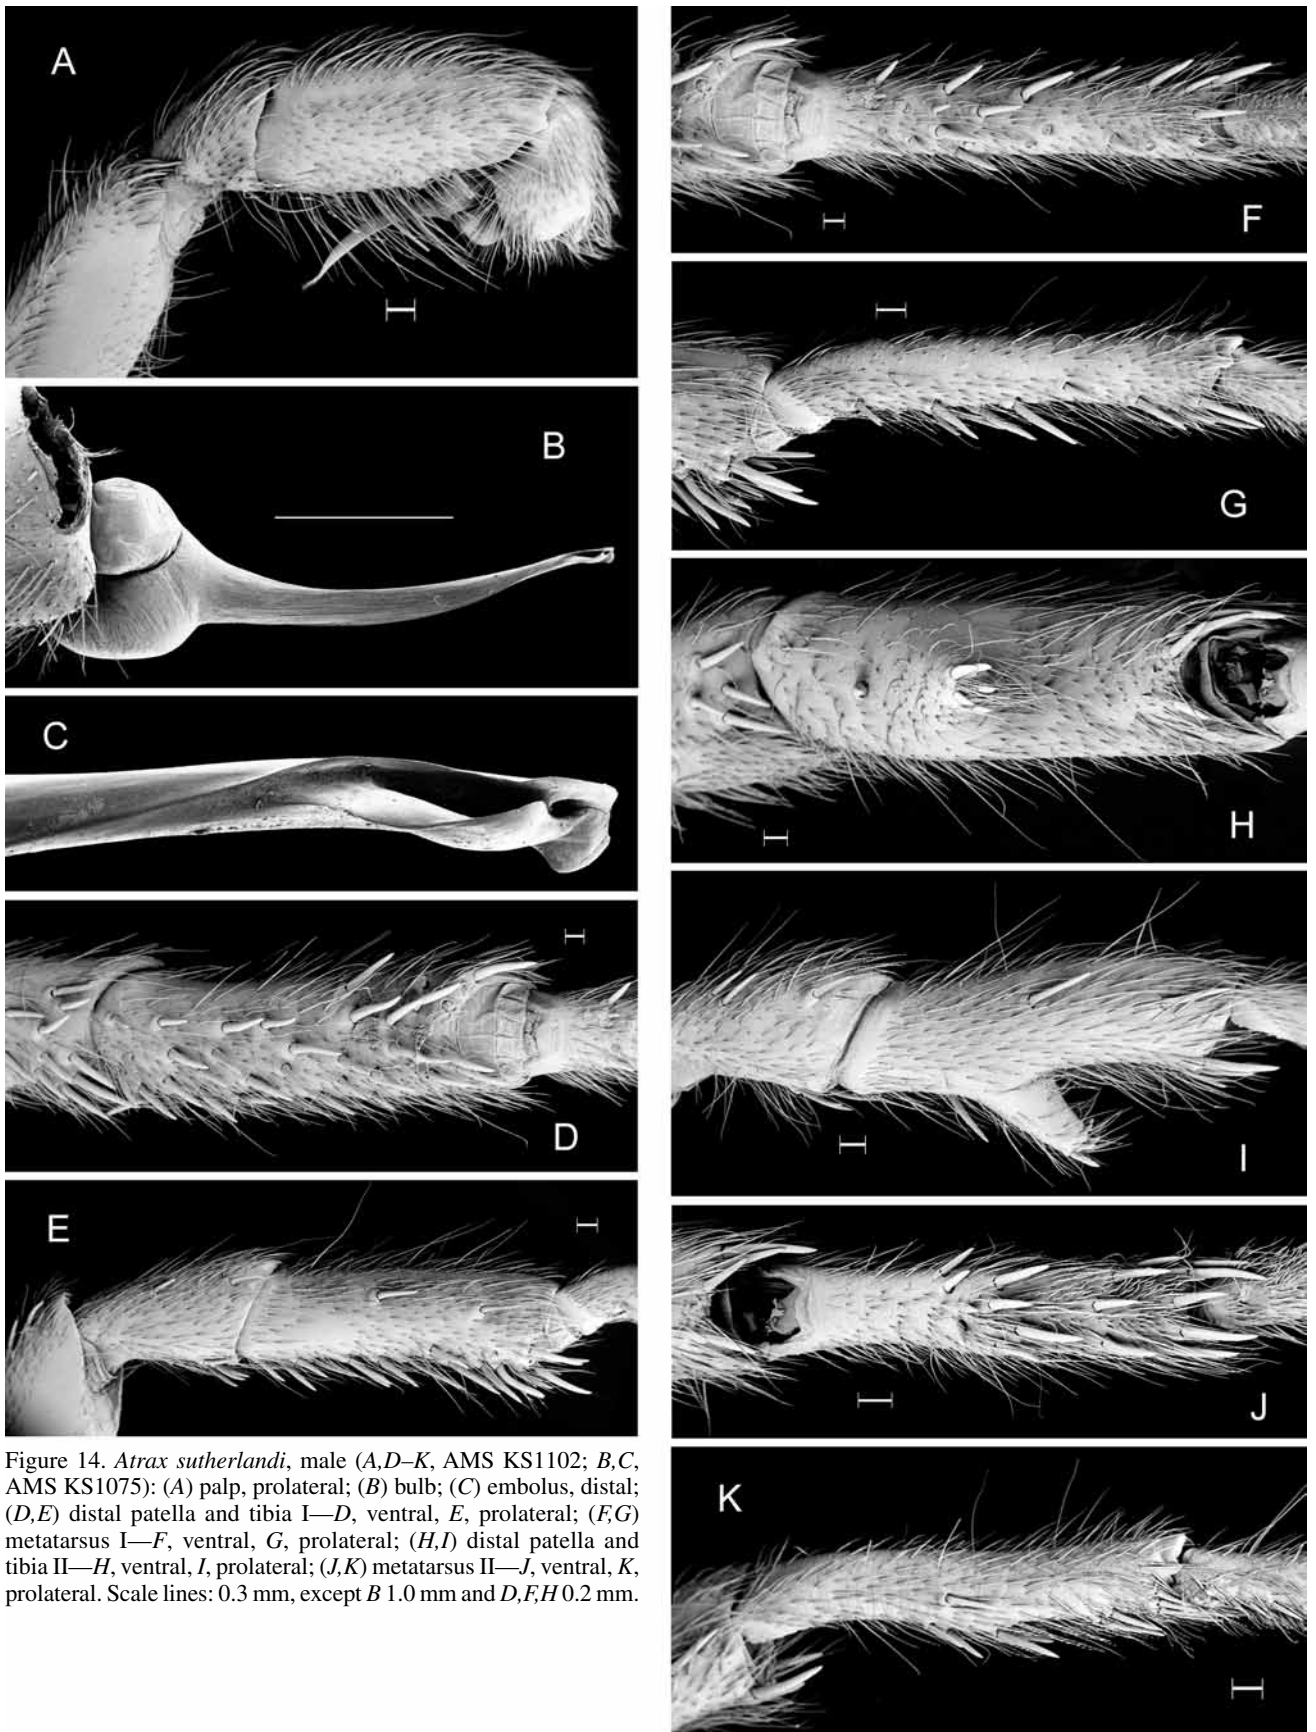 A
B
C
D
E
Figure 14. Atrax sutherlandi, male (A,D–K, AMS KS1102; B,C,
AMS KS1075): (A) palp, prolateral; (B) bulb; (C) embolus, distal;
(D,E) distal patella and tibia I—D, ventral, E, prolateral; (F,G)
metatarsus I—F, ventral, G, prolateral; (H,I) distal patella and
tibia II—H, ventral, I, prolateral; (J,K) metatarsus II—J, ventral, K,
prolateral. Scale lines: 0.3 mm, except B 1.0 mm and D,F,H 0.2 mm.
F
G
H
I
J
K